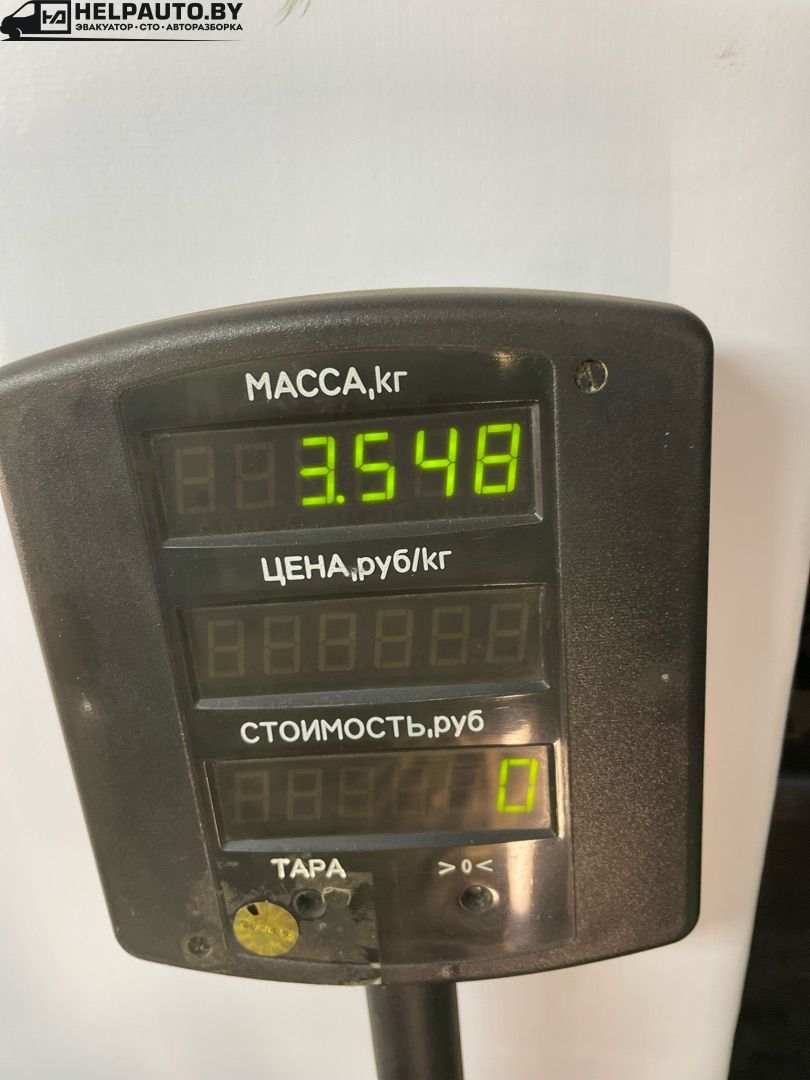 HELPAUTO.BY
ЭВАКУАТОР • СТО • АВТОРАЗБОРКА
МАССА,кг
3.548
ЦЕНА,руб/кг
СТОИМОСТЬ,руб
0
ТАРА >0<